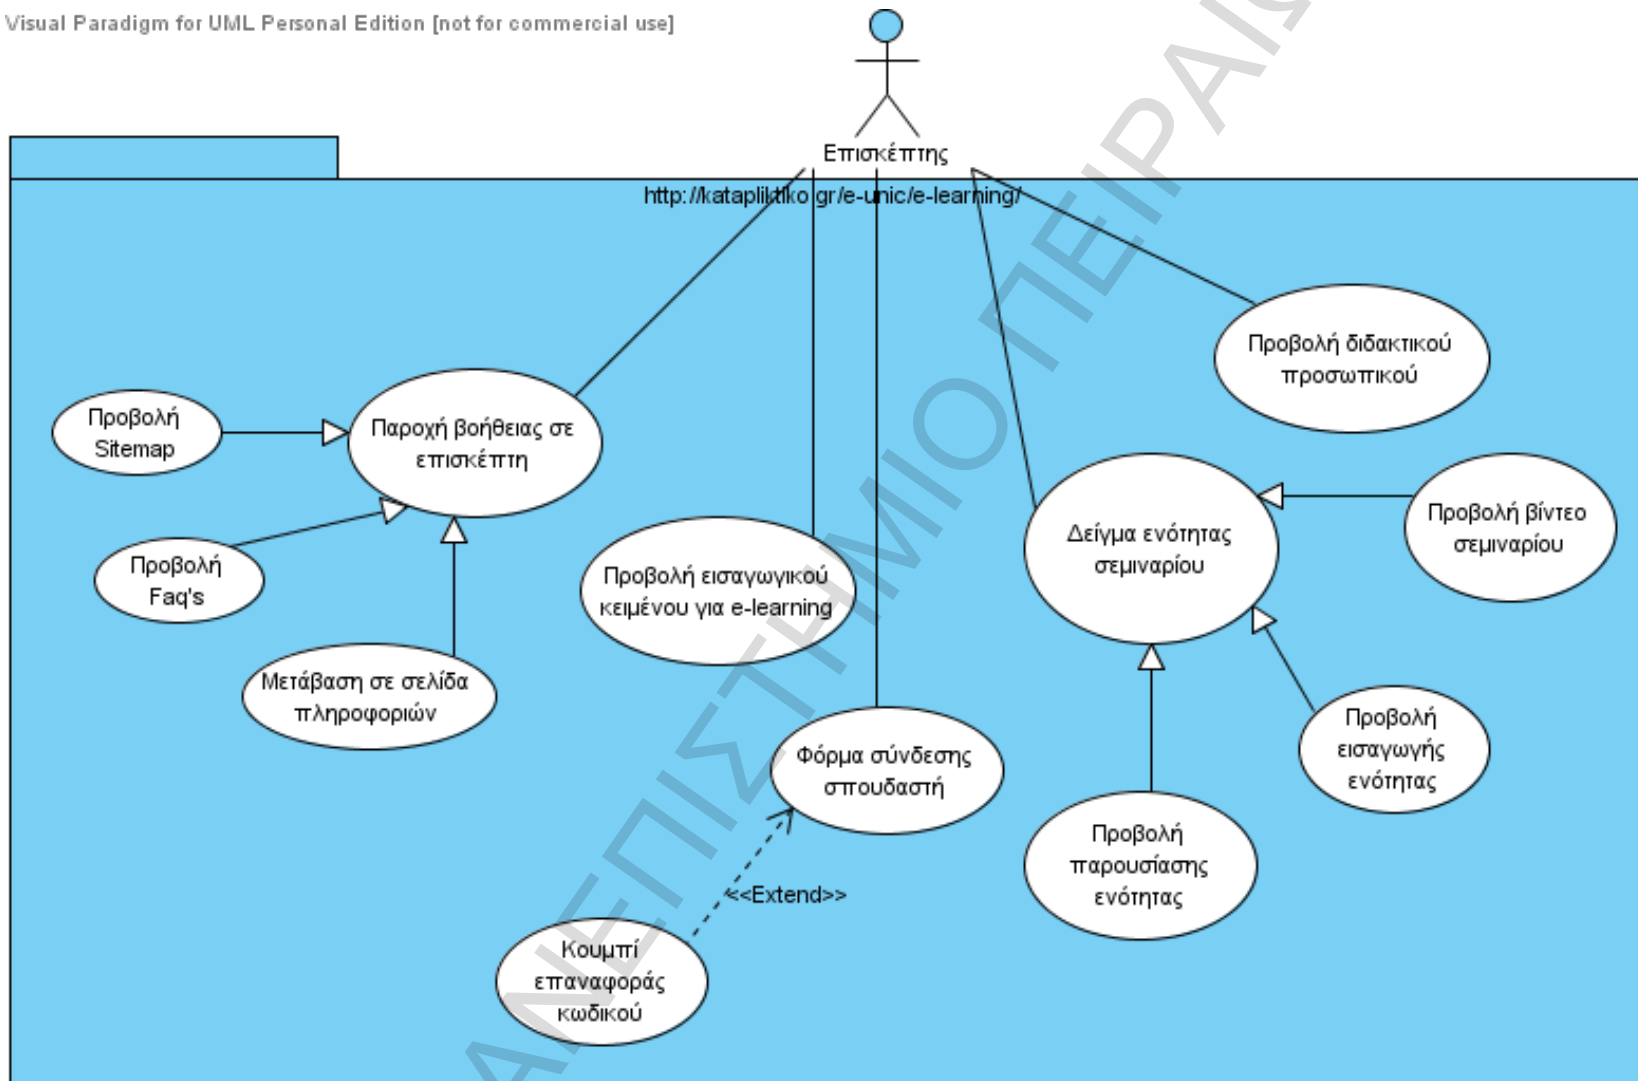 Visual Paradigm for UML Personal Edition [not for commercial use]
Επισκέπτης
http://katapliktiko.gr/e-unic/e-learning/
Προβολή διδακτικού
προσωπικού
Παροχή βοήθειας σε
επισκέπτη
Προβολή
Sitemap
Προβολή βίντεο
σεμιναρίου
Δείγμα ενότητας
σεμιναρίου
Προβολή
Faq's
Προβολή εισαγωγικού
κειμένου για e-learning
Μετάβαση σε σελίδα
πληροφοριών
Προβολή
εισαγωγής
ενότητας
Φόρμα σύνδεσης
σπουδαστή
Προβολή
παρουσίασης
ενότητας
<<Extend>>
Κουμπί
επαναφοράς
κωδικού
ΑΝΕΠΙΣΤΗΜΙΟ ΠΕΙΡΑΙΩ